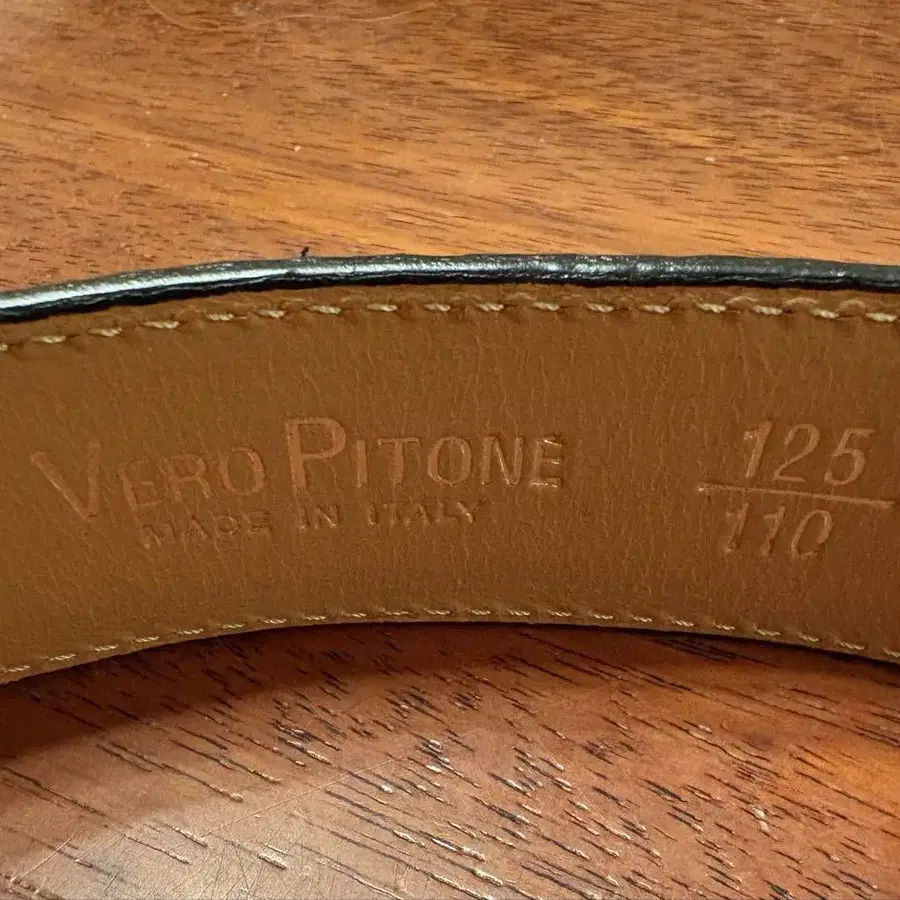 VERO PITONE
MADE IN ITALY
125
110